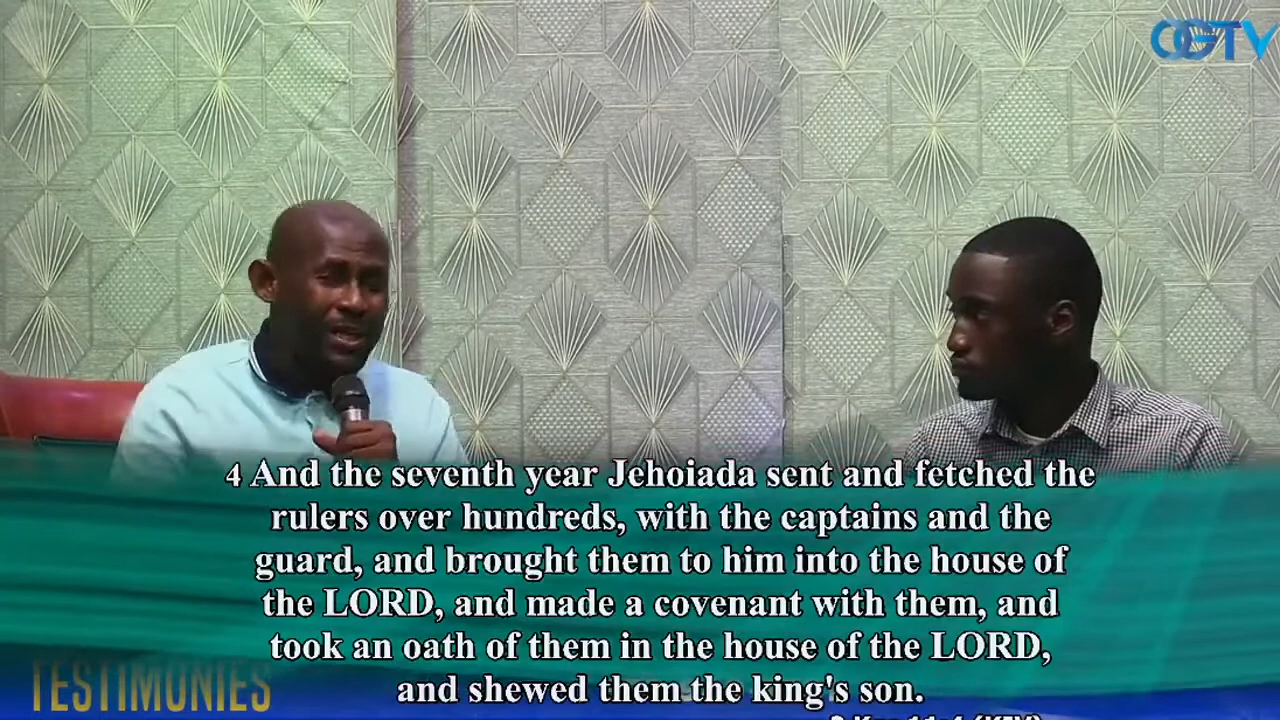 OGTV
4 And the seventh year Jehoiada sent and fetched the
rulers over hundreds, with the captains and the
guard, and brought them to him into the house of
the LORD, and made a covenant with them, and
took an oath of them in the house of the LORD,
and shewed them the king's son.
TESTIMONIES